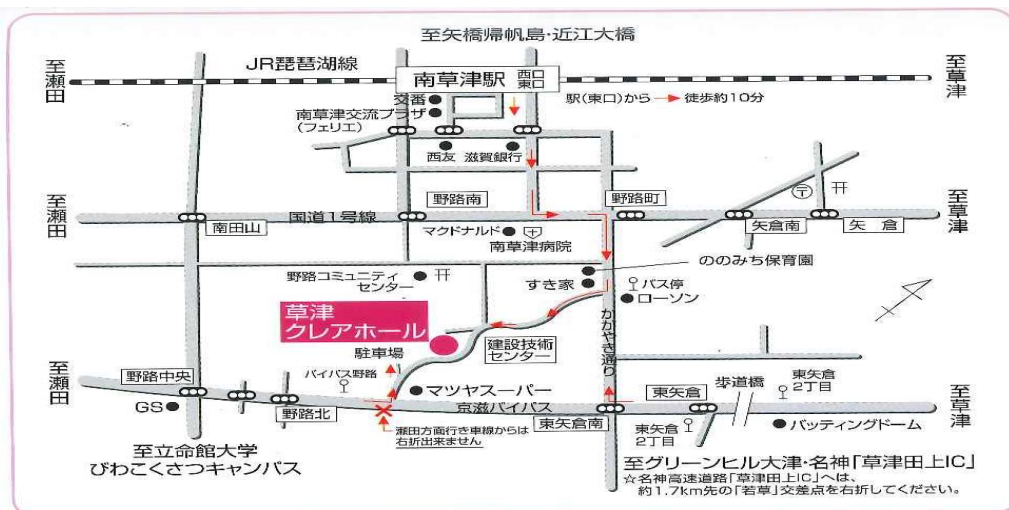 至矢橋帰帆島・近江大橋
至瀬田
JR琵琶湖線
南草津駅 西口
東口
至草津
駅(東口)から → 徒歩約10分
交番
南草津交流プラザ
(フェリエ)
西友
滋賀銀行
至瀬田
南田山
国道1号線
野路南
野路町
矢倉南
矢倉
至草津
マクドナルド
南草津病院
野路コミュニティ
センター
ののみち保育園
すき家
バス停
ローソン
草津
クレアホール
駐車場
建設技術
センター
かがやき通り
至瀬田
野路中央
バイパス野路
マツヤスーパー
GS
野路北
京滋バイパス
瀬田方面行き車線からは
右折出来ません
東矢倉南
東矢倉
歩道橋
東矢倉
2丁目
東矢倉
2丁目
バッティングドーム
至草津
至立命館大学
びわこくさつキャンパス
至グリーンヒル大津・名神「草津田上IC」
☆名神高速道路「草津田上IC」へは、
約1.7km先の「若草」交差点を右折してください。